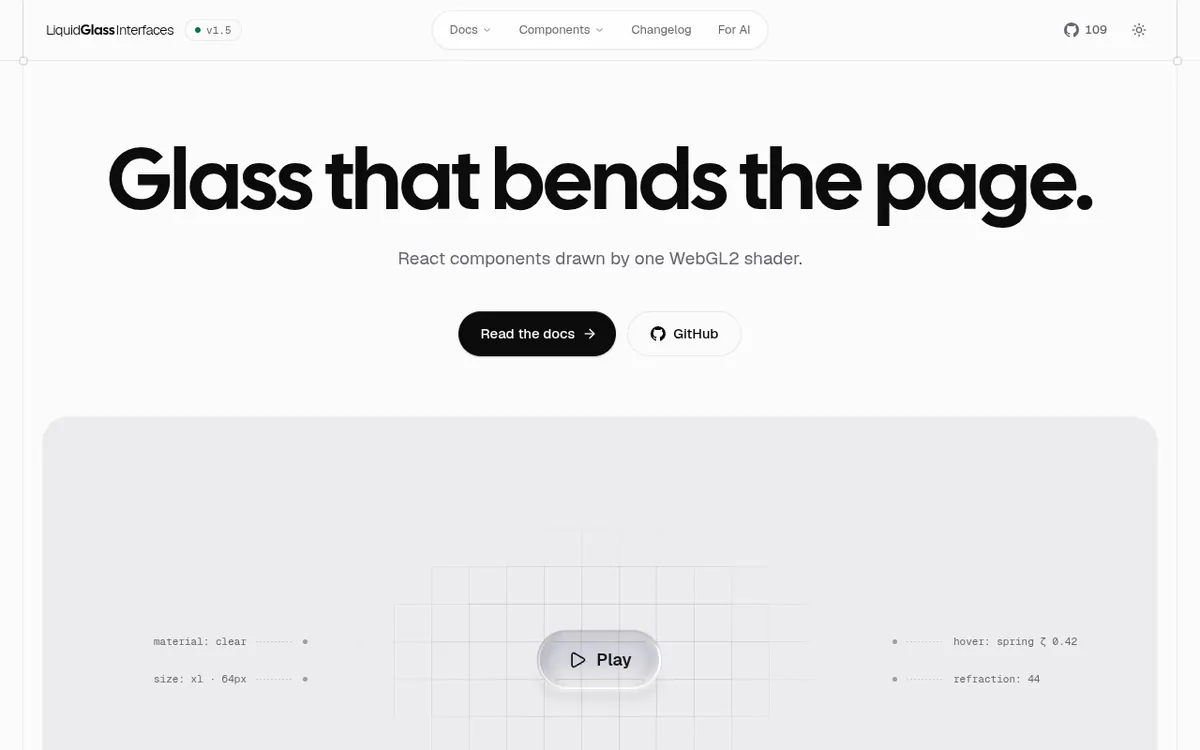 LiquidGlassInterfaces
v1.5
Docs
Components
Changelog
For AI
109
Glass that bends the page.
React components drawn by one WebGL2 shader.
Read the docs →
GitHub
material: clear
hover: spring ζ 0.42
Play
size: xl · 64px
refraction: 44